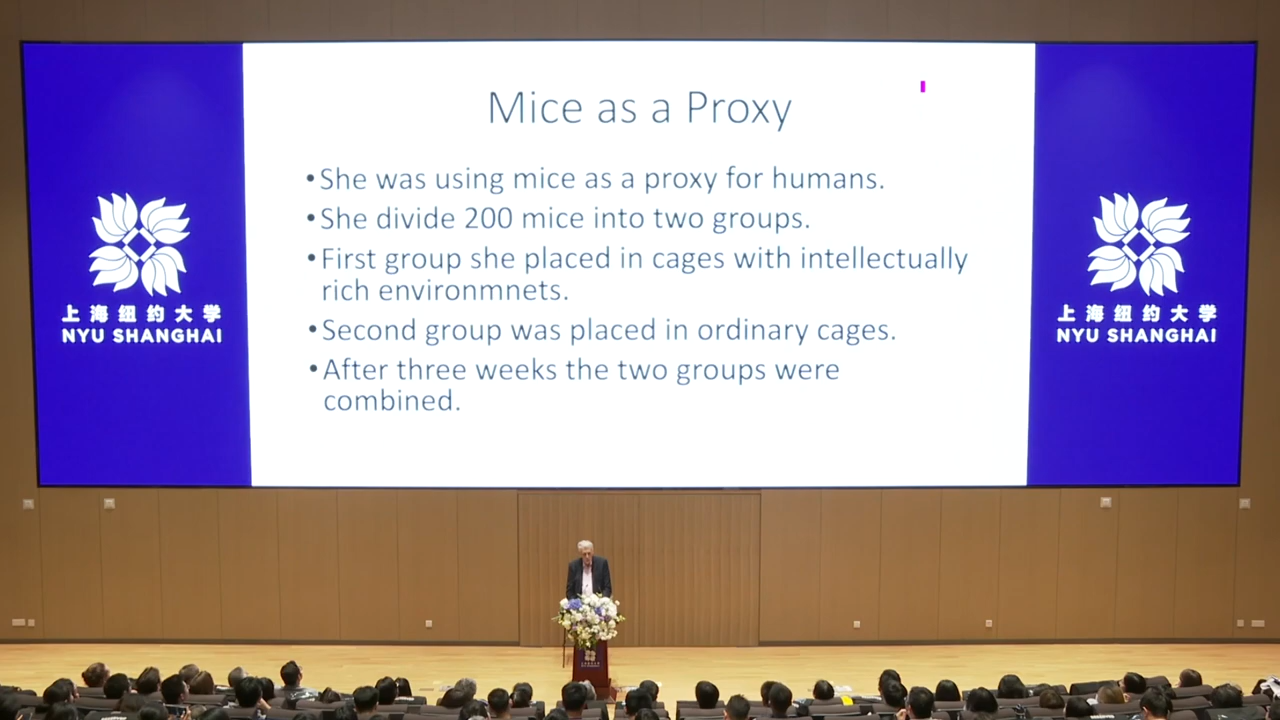 Mice as a Proxy
•She was using mice as a proxy for humans.
•She divide 200 mice into two groups.
•First group she placed in cages with intellectually
rich environmnets.
•Second group was placed in ordinary cages.
•After three weeks the two groups were
combined.
上海纽约大学
NYU SHANGHAI
上海纽约大学
NYU SHANGHAI